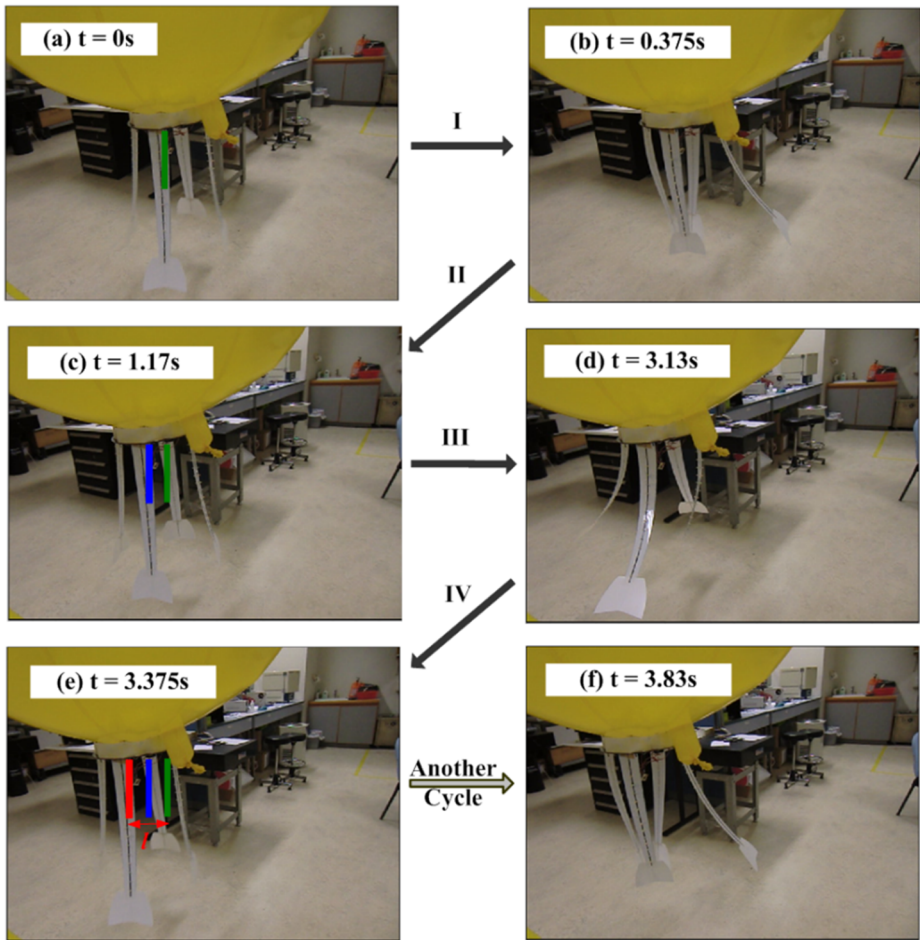 (a) t = 0s
(b) t = 0.375s
I
II
(c) t = 1.17s
(d) t = 3.13s
III
IV
(e) t = 3.375s
(f) t = 3.83s
Another
Cycle
l